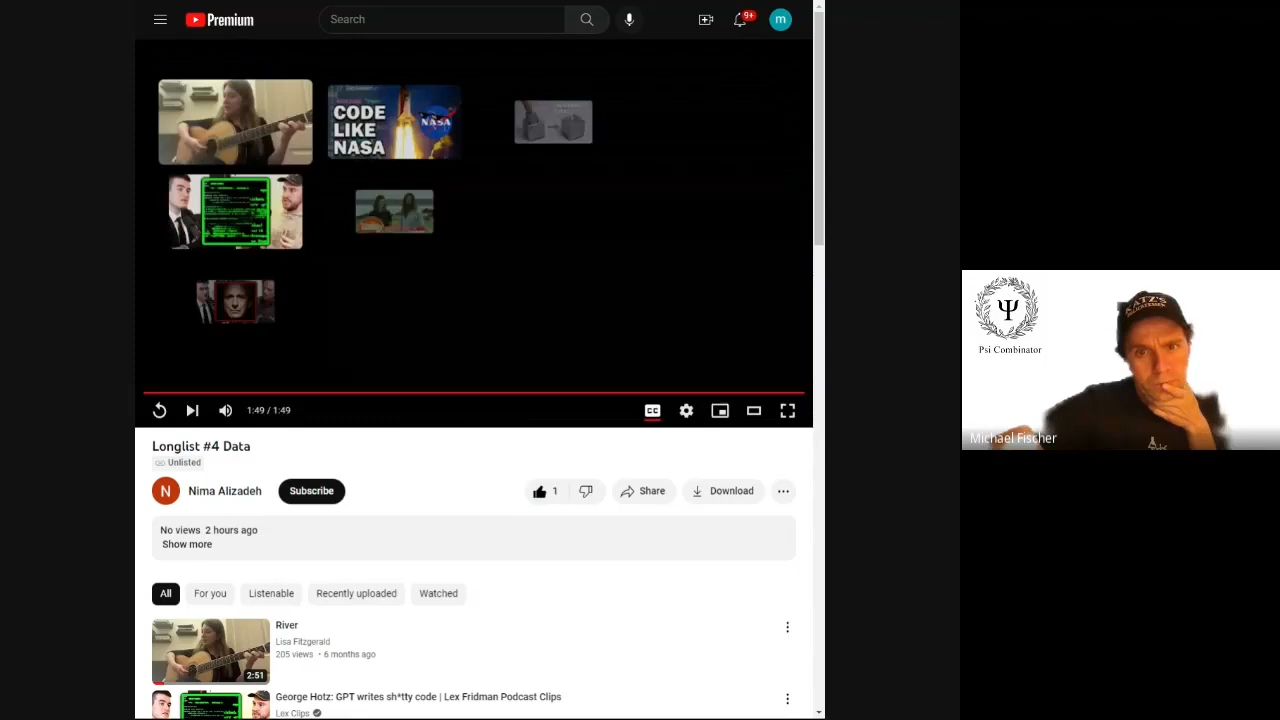 Premium
Search
9+
m
CODE
LIKE
NASA
NASA
1:49 / 1:49
CC
Longlist #4 Data
Unlisted
N
Nima Alizadeh
Subscribe
1
Share
Download
No views 2 hours ago
Show more
All
For you
Listenable
Recently uploaded
Watched
River
Lisa Fitzgerald
205 views • 6 months ago
2:51
George Hotz: GPT writes sh*tty code | Lex Fridman Podcast Clips
Lex Clips
Ψ
Psi Combinator
KATZ'S
DELICATESSEN
Michael Fischer